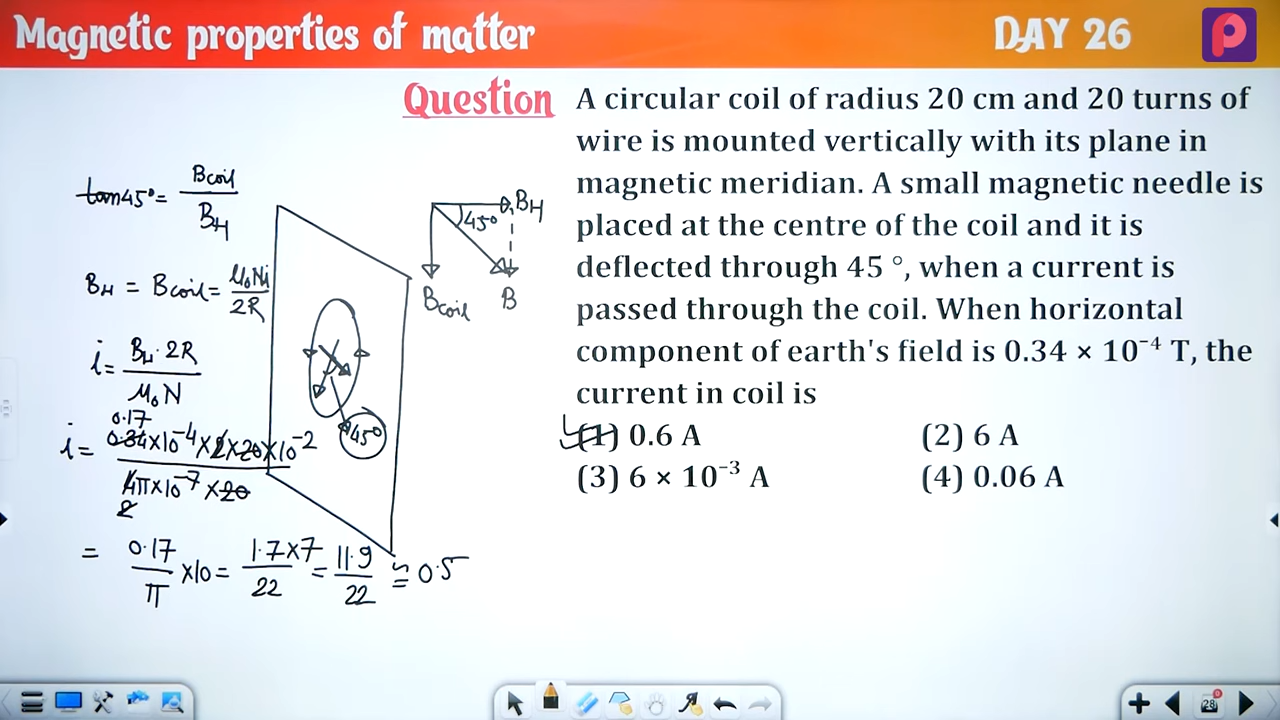 Magnetic properties of matter
DAY 26
Question
A circular coil of radius 20 cm and 20 turns of
wire is mounted vertically with its plane in
magnetic meridian. A small magnetic needle is
placed at the centre of the coil and it is
deflected through 45 °, when a current is
passed through the coil. When horizontal
component of earth's field is 0.34 × 10⁻⁴ T, the
current in coil is
(1) 0.6 A
(2) 6 A
(3) 6 × 10⁻³ A
(4) 0.06 A
tan45° = Bcoil / BH
BH = Bcoil = μ₀Ni / 2R
i = BH · 2R / μ₀N
0.17
i = 0.34×10⁻⁴×2×20×10⁻² / 4π×10⁻⁷×20
2
= 0.17/π ×10 = 1.7×7/22 = 11.9/22 ≈ 0.5
45°
BH
45°
Bcoil
B
28